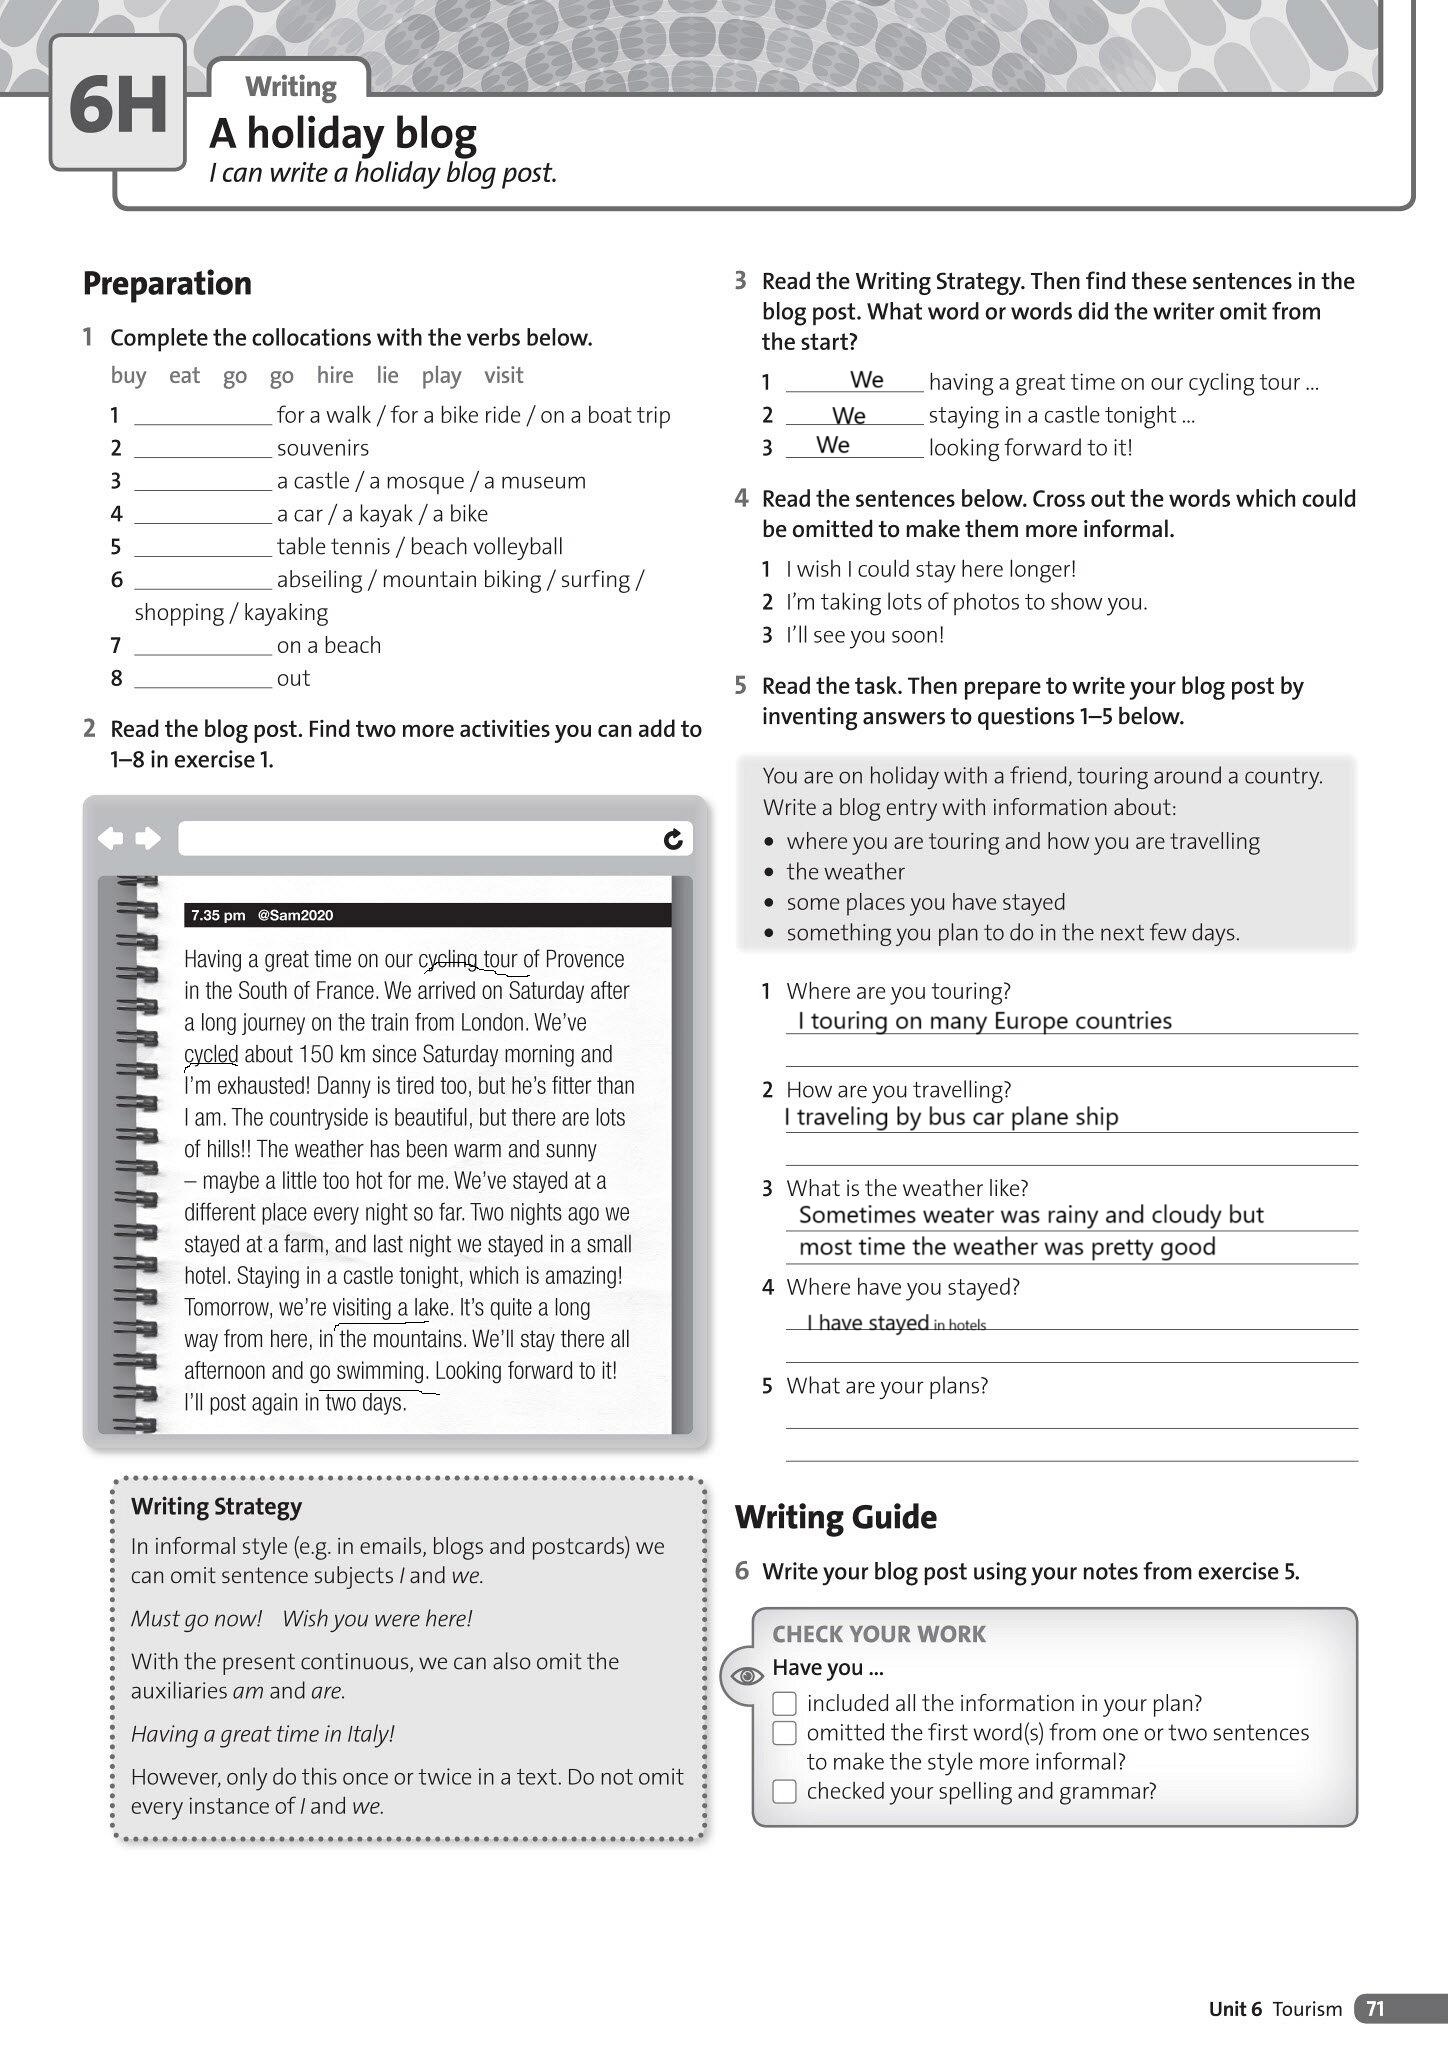 6H
Writing
A holiday blog
I can write a holiday blog post.
Preparation
1 Complete the collocations with the verbs below.
buy eat go go hire lie play visit
1 ____________ for a walk / for a bike ride / on a boat trip
2 ____________ souvenirs
3 ____________ a castle / a mosque / a museum
4 ____________ a car / a kayak / a bike
5 ____________ table tennis / beach volleyball
6 ____________ abseiling / mountain biking / surfing /
shopping / kayaking
7 ____________ on a beach
8 ____________ out
2 Read the blog post. Find two more activities you can add to
1–8 in exercise 1.
7.35 pm @Sam2020
Having a great time on our cycling tour of Provence
in the South of France. We arrived on Saturday after
a long journey on the train from London. We've
cycled about 150 km since Saturday morning and
I'm exhausted! Danny is tired too, but he's fitter than
I am. The countryside is beautiful, but there are lots
of hills!! The weather has been warm and sunny
– maybe a little too hot for me. We've stayed at a
different place every night so far. Two nights ago we
stayed at a farm, and last night we stayed in a small
hotel. Staying in a castle tonight, which is amazing!
Tomorrow, we're visiting a lake. It's quite a long
way from here, in the mountains. We'll stay there all
afternoon and go swimming. Looking forward to it!
I'll post again in two days.
Writing Strategy
In informal style (e.g. in emails, blogs and postcards) we
can omit sentence subjects I and we.
Must go now! Wish you were here!
With the present continuous, we can also omit the
auxiliaries am and are.
Having a great time in Italy!
However, only do this once or twice in a text. Do not omit
every instance of I and we.
3 Read the Writing Strategy. Then find these sentences in the
blog post. What word or words did the writer omit from
the start?
1 We having a great time on our cycling tour ...
2 We staying in a castle tonight ...
3 We looking forward to it!
4 Read the sentences below. Cross out the words which could
be omitted to make them more informal.
1 I wish I could stay here longer!
2 I'm taking lots of photos to show you.
3 I'll see you soon!
5 Read the task. Then prepare to write your blog post by
inventing answers to questions 1–5 below.
You are on holiday with a friend, touring around a country.
Write a blog entry with information about:
• where you are touring and how you are travelling
• the weather
• some places you have stayed
• something you plan to do in the next few days.
1 Where are you touring?
I touring on many Europe countries
2 How are you travelling?
I traveling by bus car plane ship
3 What is the weather like?
Sometimes weater was rainy and cloudy but
most time the weather was pretty good
4 Where have you stayed?
I have stayed in hotels
5 What are your plans?
Writing Guide
6 Write your blog post using your notes from exercise 5.
CHECK YOUR WORK
Have you ...
included all the information in your plan?
omitted the first word(s) from one or two sentences
to make the style more informal?
checked your spelling and grammar?
Unit 6 Tourism 71